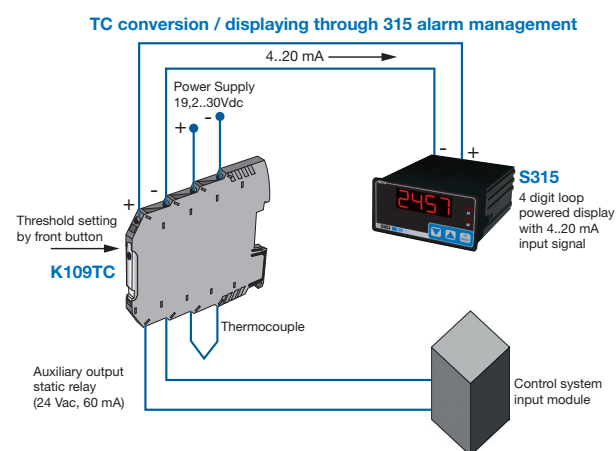 TC conversion / displaying through 315 alarm management
4..20 mA
Power Supply
19,2..30Vdc
+
-
-
+
-
+
2457
S315
4 digit loop
powered display
with 4..20 mA
input signal
Threshold setting
by front button
K109TC
Thermocouple
Auxiliary output
static relay
(24 Vac, 60 mA)
Control system
input module